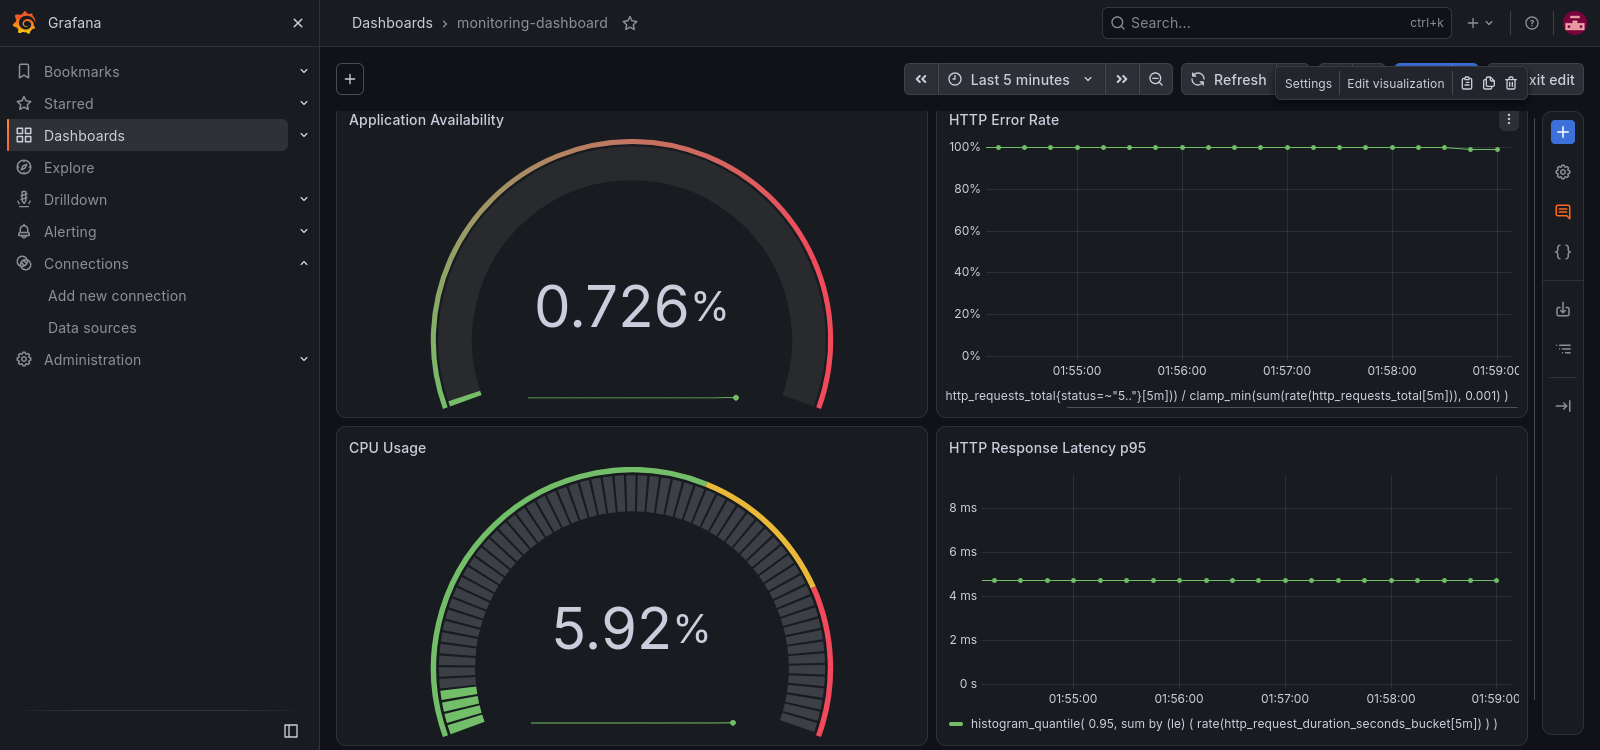 Grafana
Dashboards › monitoring-dashboard
Search...
ctrl+k
Bookmarks
Starred
Dashboards
Explore
Drilldown
Alerting
Connections
Add new connection
Data sources
Administration
Last 5 minutes
Refresh
Settings
Edit visualization
xit edit
Application Availability
0.726%
HTTP Error Rate
100%
80%
60%
40%
20%
0%
01:55:00 01:56:00 01:57:00 01:58:00 01:59:00
http_requests_total{status=~"5.."}[5m])) / clamp_min(sum(rate(http_requests_total[5m])), 0.001) )
CPU Usage
5.92%
HTTP Response Latency p95
8 ms
6 ms
4 ms
2 ms
0 s
01:55:00 01:56:00 01:57:00 01:58:00 01:59:00
histogram_quantile( 0.95, sum by (le) ( rate(http_request_duration_seconds_bucket[5m]) ) )